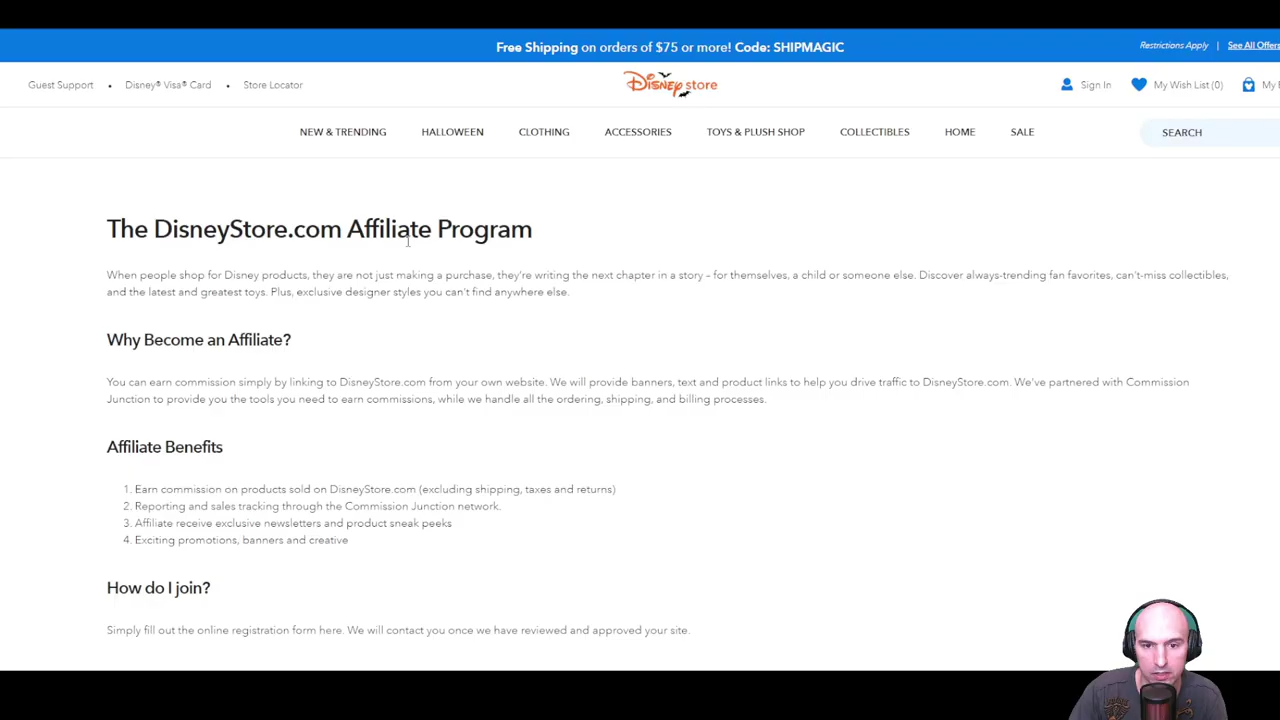 Free Shipping on orders of $75 or more! Code: SHIPMAGIC
Restrictions Apply | See All Offers
Guest Support • Disney® Visa® Card • Store Locator
Disney store
Sign In
My Wish List (0)
My
NEW & TRENDING HALLOWEEN CLOTHING ACCESSORIES TOYS & PLUSH SHOP COLLECTIBLES HOME SALE
SEARCH
The DisneyStore.com Affiliate Program
When people shop for Disney products, they are not just making a purchase, they're writing the next chapter in a story – for themselves, a child or someone else. Discover always-trending fan favorites, can't-miss collectibles,
and the latest and greatest toys. Plus, exclusive designer styles you can't find anywhere else.
Why Become an Affiliate?
You can earn commission simply by linking to DisneyStore.com from your own website. We will provide banners, text and product links to help you drive traffic to DisneyStore.com. We've partnered with Commission
Junction to provide you the tools you need to earn commissions, while we handle all the ordering, shipping, and billing processes.
Affiliate Benefits
1. Earn commission on products sold on DisneyStore.com (excluding shipping, taxes and returns)
2. Reporting and sales tracking through the Commission Junction network.
3. Affiliate receive exclusive newsletters and product sneak peeks
4. Exciting promotions, banners and creative
How do I join?
Simply fill out the online registration form here. We will contact you once we have reviewed and approved your site.